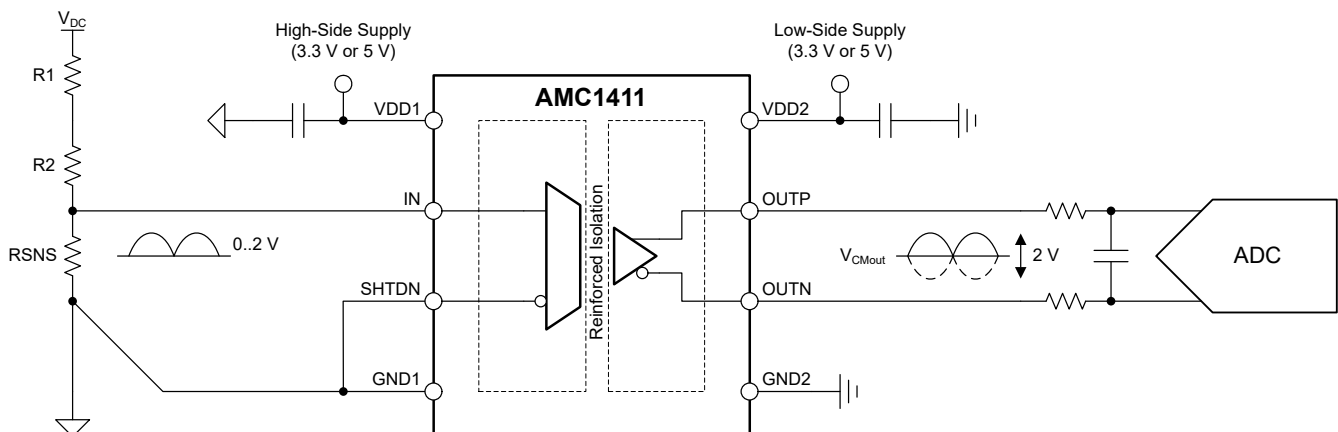 VDC
R1
R2
RSNS
0..2 V
High-Side Supply
(3.3 V or 5 V)
VDD1
IN
SHTDN
GND1
AMC1411
Reinforced Isolation
Low-Side Supply
(3.3 V or 5 V)
VDD2
OUTP
OUTN
GND2
VCMout
2 V
ADC